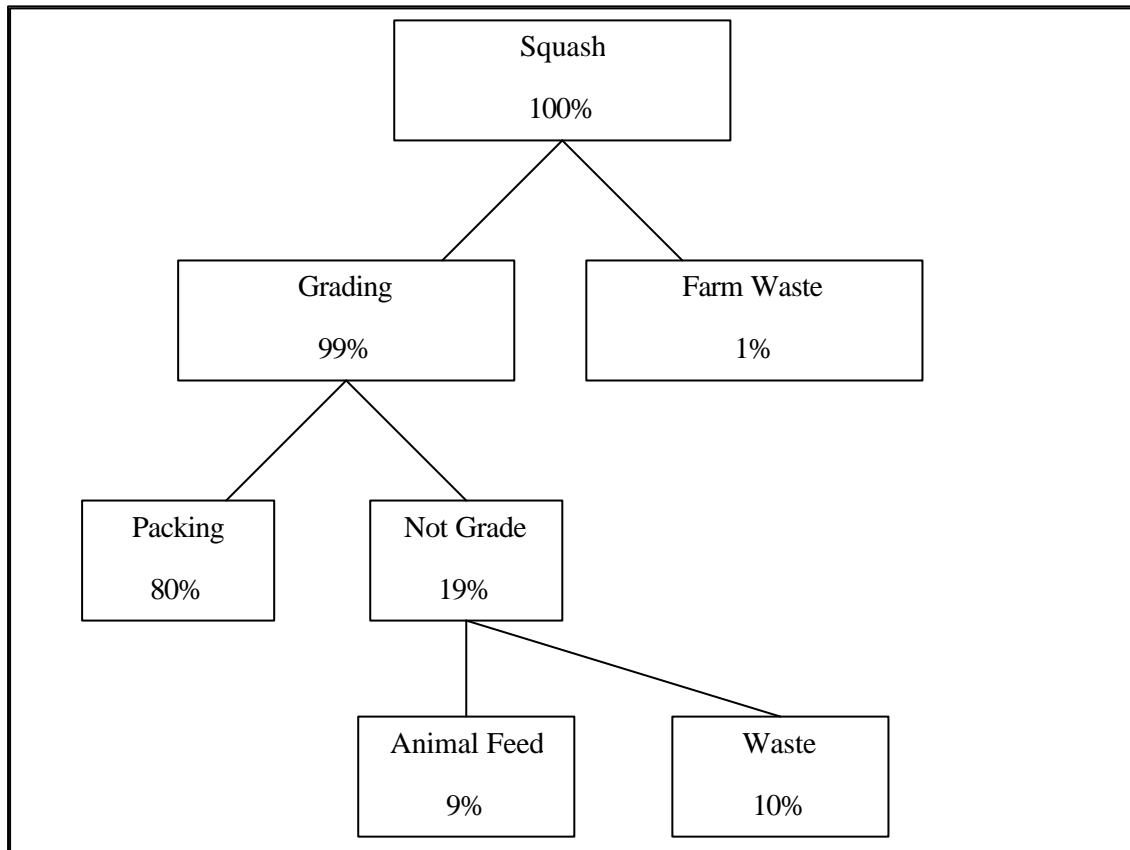 Squash
100%
Grading
99%
Farm Waste
1%
Packing
80%
Not Grade
19%
Animal Feed
9%
Waste
10%